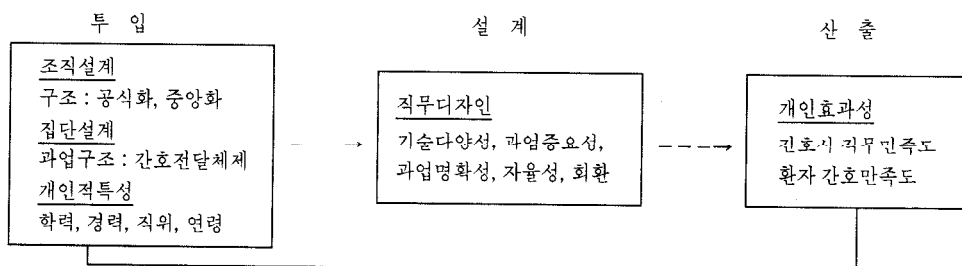 투 입
조직설계
구조 : 공식화, 중앙화
집단설계
과업구조 : 간호전달체제
개인적특성
학력, 경력, 직위, 연령
설 계
직무디자인
기술다양성, 과업중요성,
과업명확성, 자율성, 회환
산 출
개인효과성
간호사 직무만족도
환자 간호만족도